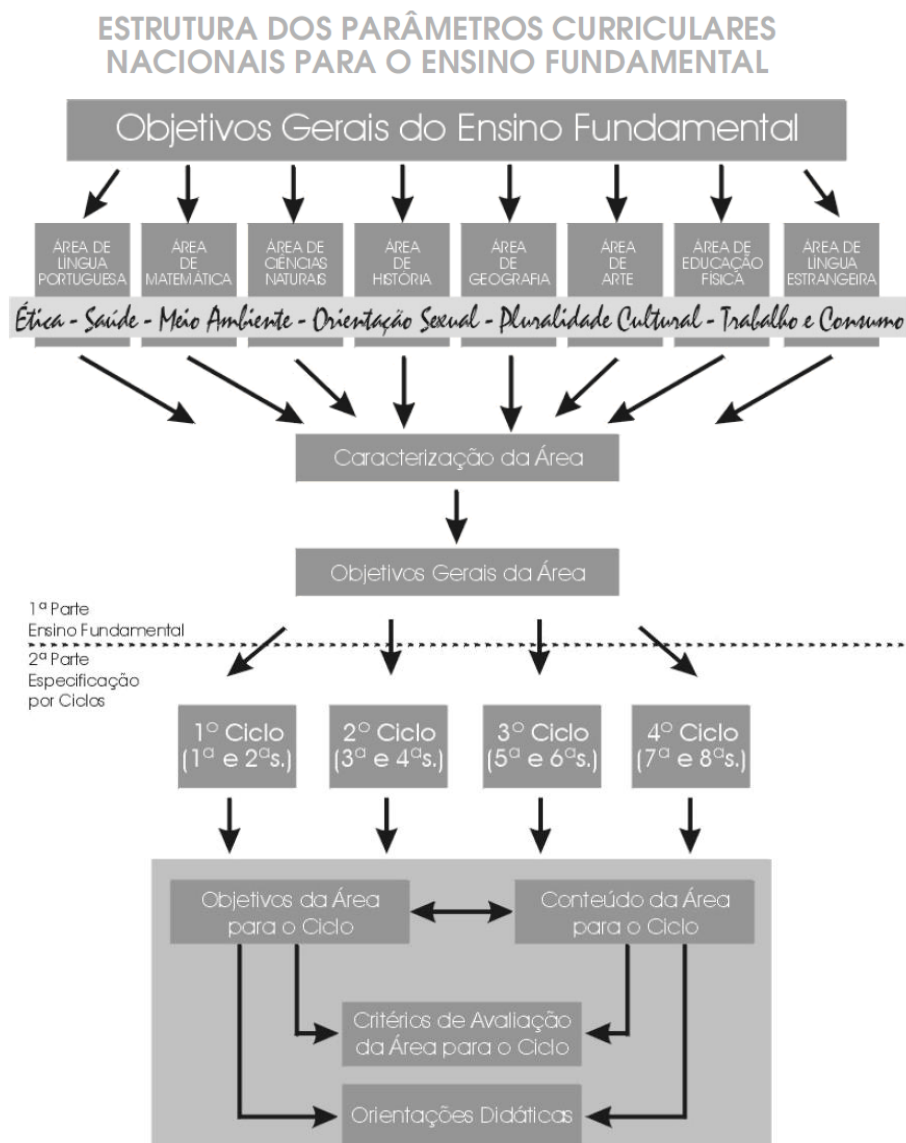 ESTRUTURA DOS PARÂMETROS CURRICULARES
NACIONAIS PARA O ENSINO FUNDAMENTAL
Objetivos Gerais do Ensino Fundamental
ÁREA DE
LÍNGUA
PORTUGUESA
ÁREA
DE
MATEMÁTICA
ÁREA DE
CIÊNCIAS
NATURAIS
ÁREA
DE
HISTÓRIA
ÁREA
DE
GEOGRAFIA
ÁREA
DE
ARTE
ÁREA DE
EDUCAÇÃO
FÍSICA
ÁREA DE
LÍNGUA
ESTRANGEIRA
Ética - Saúde - Meio Ambiente - Orientação Sexual - Pluralidade Cultural - Trabalho e Consumo
Caracterização da Área
Objetivos Gerais da Área
1ª Parte
Ensino Fundamental
2ª Parte
Especificação
por Ciclos
1º Ciclo
(1ª e 2ªs.)
2º Ciclo
(3ª e 4ªs.)
3º Ciclo
(5ª e 6ªs.)
4º Ciclo
(7ª e 8ªs.)
Objetivos da Área
para o Ciclo
Conteúdo da Área
para o Ciclo
Critérios de Avaliação
da Área para o Ciclo
Orientações Didáticas